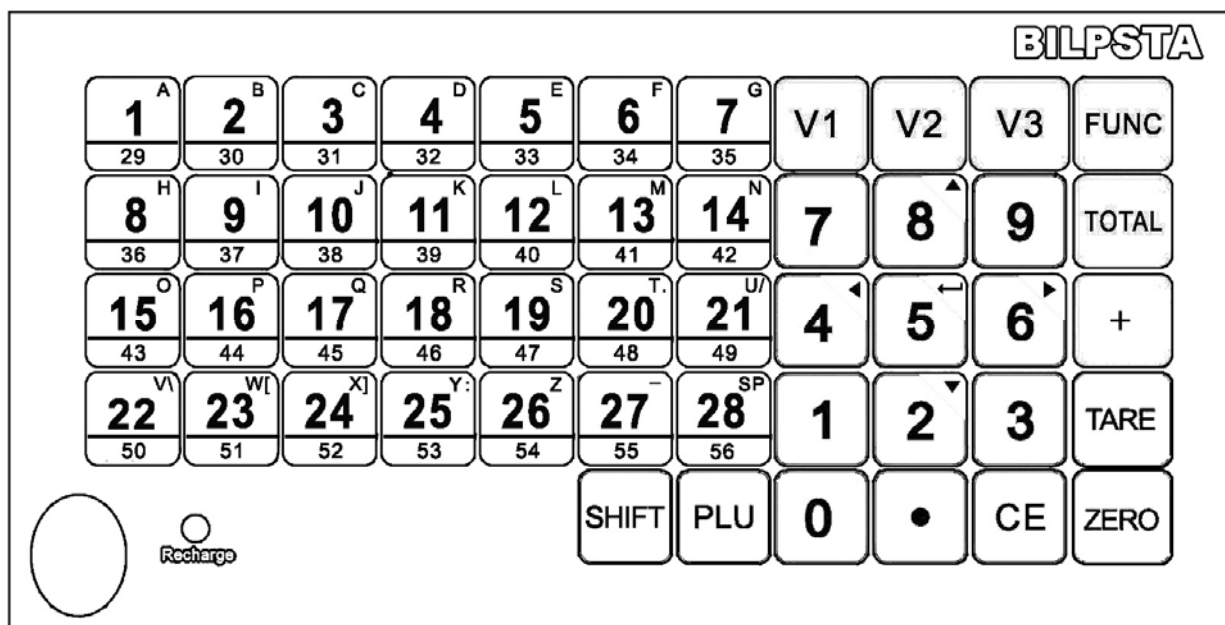 BILPSTA
A B C D E F G
1 2 3 4 5 6 7 V1 V2 V3 FUNC
29 30 31 32 33 34 35
H I J K L M N
8 9 10 11 12 13 14 7 8 9 TOTAL
36 37 38 39 40 41 42
O P Q R S T. U/
15 16 17 18 19 20 21 4 5 6 +
43 44 45 46 47 48 49
V\ W[ X] Y: Z – SP
22 23 24 25 26 27 28 1 2 3 TARE
50 51 52 53 54 55 56
SHIFT PLU 0 • CE ZERO
Recharge